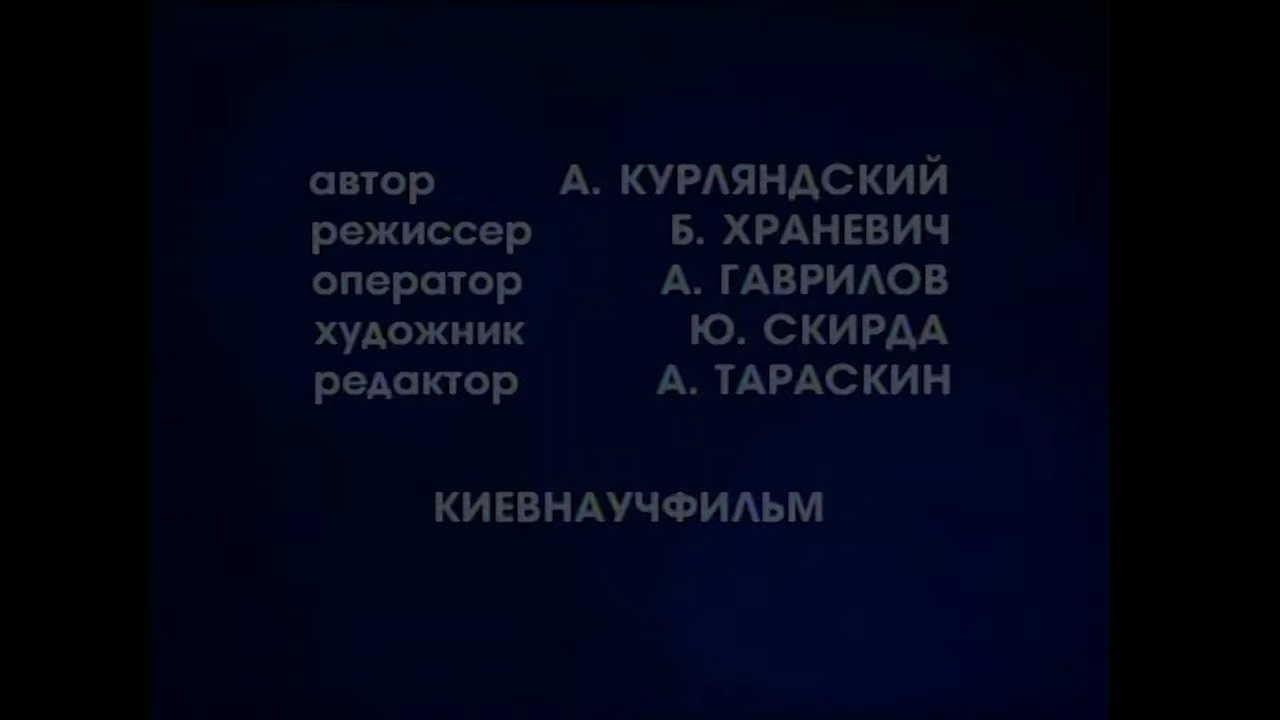 автор А. КУРЛЯНДСКИЙ
режиссер Б. ХРАНЕВИЧ
оператор А. ГАВРИЛОВ
художник Ю. СКИРДА
редактор А. ТАРАСКИН
КИЕВНАУЧФИЛЬМ